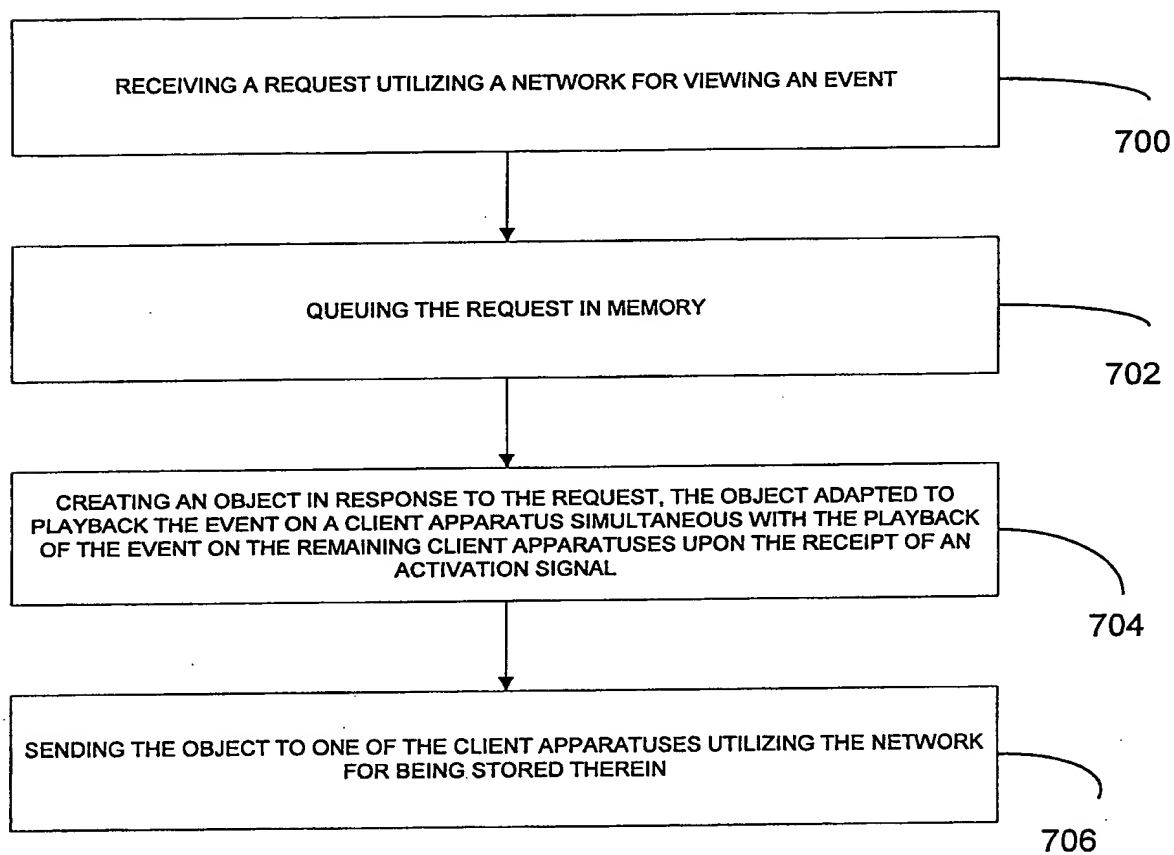 RECEIVING A REQUEST UTILIZING A NETWORK FOR VIEWING AN EVENT
700
QUEUING THE REQUEST IN MEMORY
702
CREATING AN OBJECT IN RESPONSE TO THE REQUEST, THE OBJECT ADAPTED TO
PLAYBACK THE EVENT ON A CLIENT APPARATUS SIMULTANEOUS WITH THE PLAYBACK
OF THE EVENT ON THE REMAINING CLIENT APPARATUSES UPON THE RECEIPT OF AN
ACTIVATION SIGNAL
704
SENDING THE OBJECT TO ONE OF THE CLIENT APPARATUSES UTILIZING THE NETWORK
FOR BEING STORED THEREIN
706